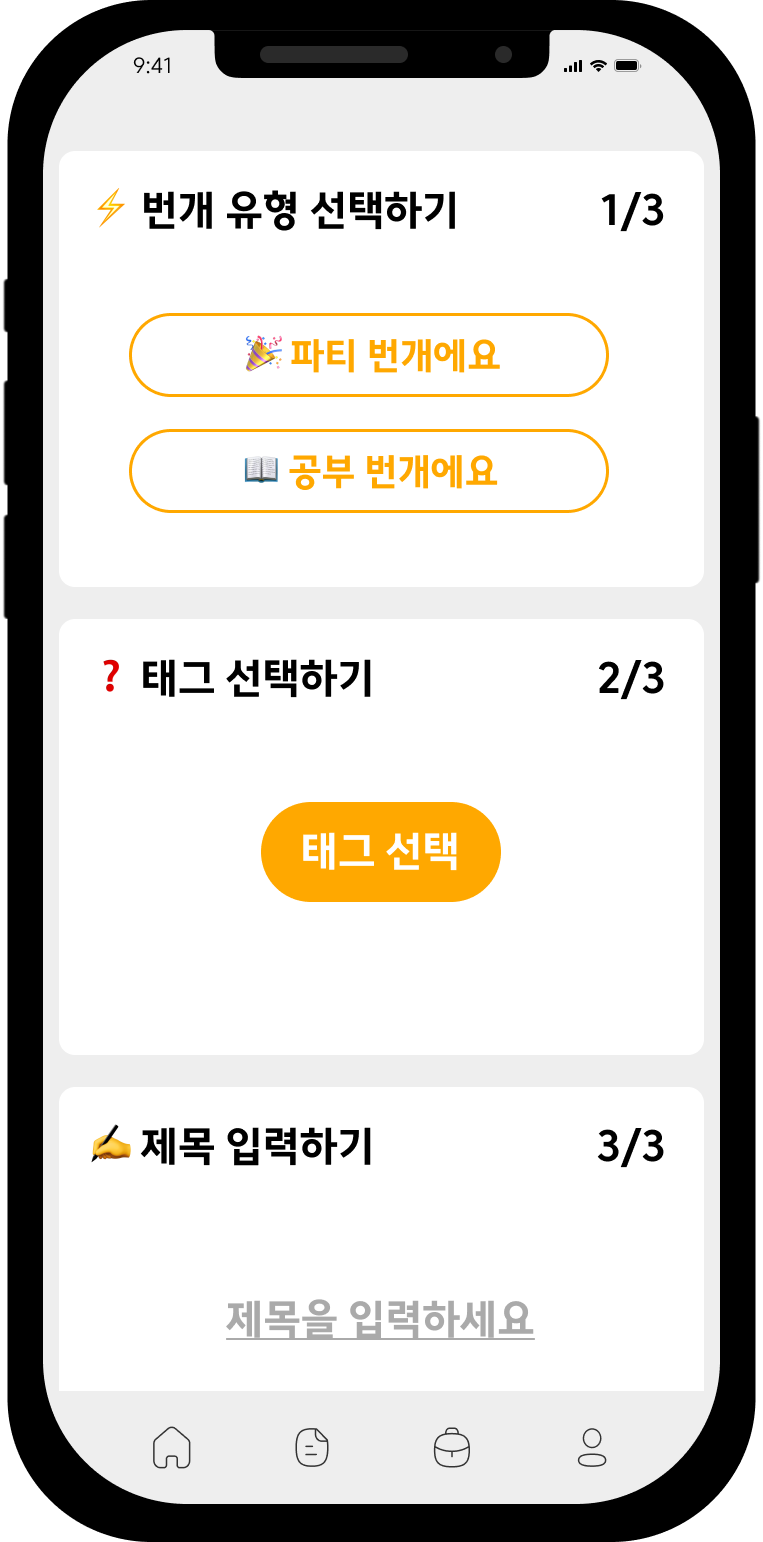 9:41
⚡ 번개 유형 선택하기 1/3
🎉 파티 번개에요
📖 공부 번개에요
? 태그 선택하기 2/3
태그 선택
✍ 제목 입력하기 3/3
제목을 입력하세요